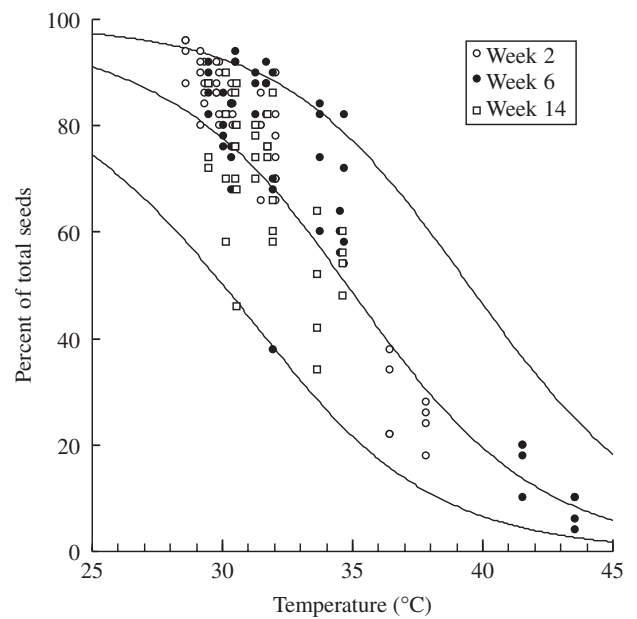 100
80
60
40
20
0
Percent of total seeds
Week 2
Week 6
Week 14
25 30 35 40 45
Temperature (°C)